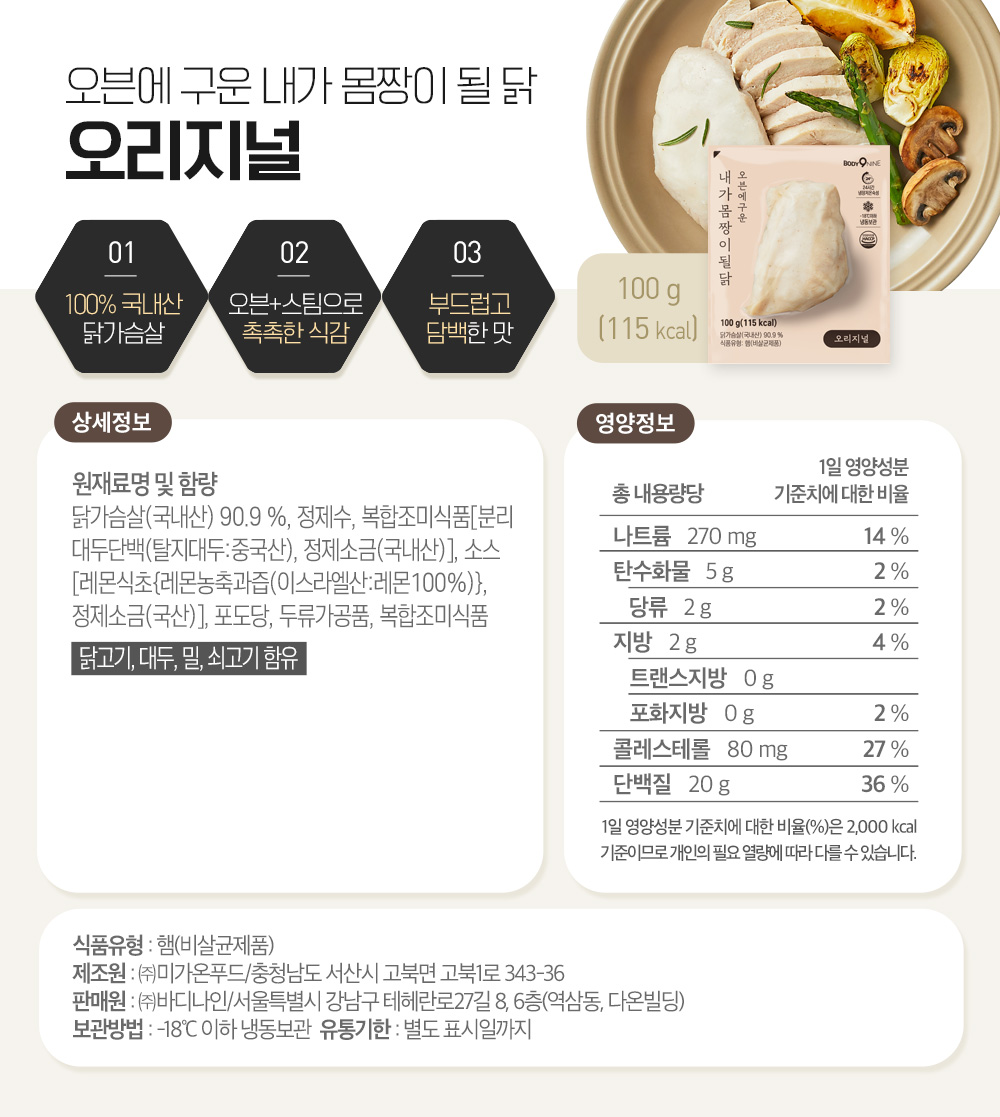 오븐에 구운 내가 몸짱이 될 닭
오리지널
01
100% 국내산
닭가슴살
02
오븐+스팀으로
촉촉한 식감
03
부드럽고
담백한 맛
100 g
(115 kcal)
BODY9NINE
오븐에구운
내가몸짱이될닭
-18℃이하
냉동보관
HACCP
100 g(115 kcal)
닭가슴살(국내산) 90.9 %
식품유형: 햄(비살균제품)
오리지널
상세정보
원재료명 및 함량
닭가슴살(국내산) 90.9 %, 정제수, 복합조미식품[분리
대두단백(탈지대두:중국산), 정제소금(국내산)], 소스
[레몬식초{레몬농축과즙(이스라엘산:레몬100%)},
정제소금(국산)], 포도당, 두류가공품, 복합조미식품
닭고기, 대두, 밀, 쇠고기 함유
영양정보
1일 영양성분
총 내용량당 기준치에 대한 비율
나트륨 270 mg 14 %
탄수화물 5 g 2 %
당류 2 g 2 %
지방 2 g 4 %
트랜스지방 0 g
포화지방 0 g 2 %
콜레스테롤 80 mg 27 %
단백질 20 g 36 %
1일 영양성분 기준치에 대한 비율(%)은 2,000 kcal
기준이므로 개인의 필요 열량에 따라 다를 수 있습니다.
식품유형 : 햄(비살균제품)
제조원 : ㈜미가온푸드/충청남도 서산시 고북면 고북1로 343-36
판매원 : ㈜바디나인/서울특별시 강남구 테헤란로27길 8, 6층(역삼동, 다온빌딩)
보관방법 : -18℃ 이하 냉동보관 유통기한 : 별도 표시일까지